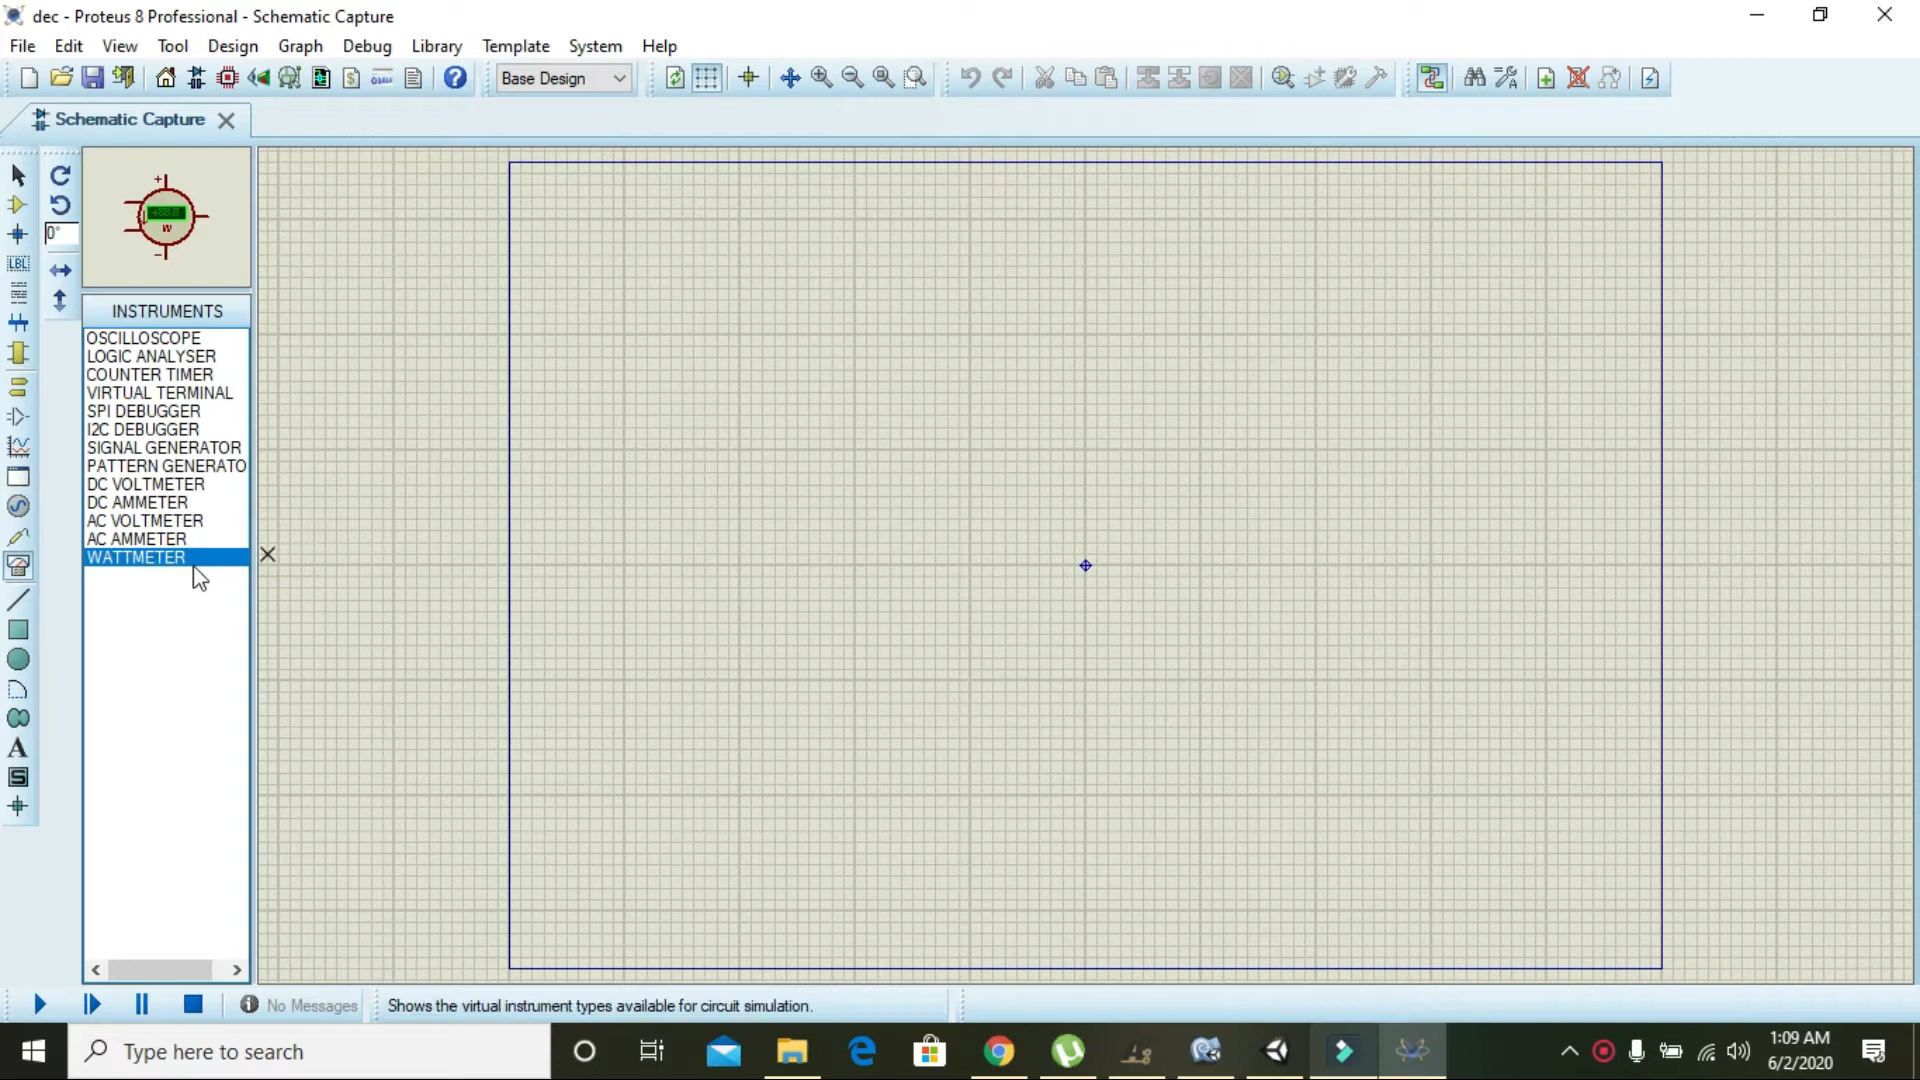 dec - Proteus 8 Professional - Schematic Capture
File Edit View Tool Design Graph Debug Library Template System Help
Base Design
Schematic Capture
0°
LBL
+
W
−
INSTRUMENTS
OSCILLOSCOPE
LOGIC ANALYSER
COUNTER TIMER
VIRTUAL TERMINAL
SPI DEBUGGER
I2C DEBUGGER
SIGNAL GENERATOR
PATTERN GENERATO
DC VOLTMETER
DC AMMETER
AC VOLTMETER
AC AMMETER
WATTMETER
A
S
No Messages
Shows the virtual instrument types available for circuit simulation.
Type here to search
1:09 AM
6/2/2020